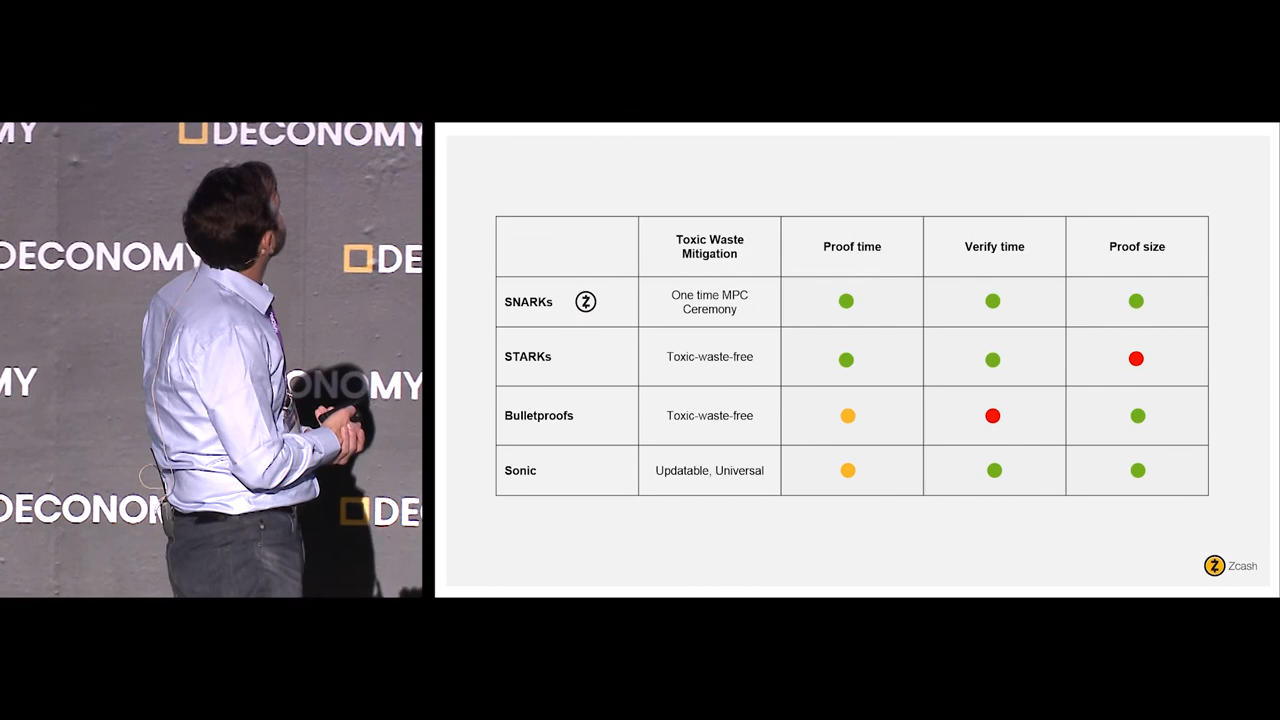 MY
DECONOMY
DECONOMY
DE
MY
ONOMY
DECONOM
DE
Toxic Waste
Mitigation
Proof time
Verify time
Proof size
SNARKs
One time MPC
Ceremony
STARKs
Toxic-waste-free
Bulletproofs
Toxic-waste-free
Sonic
Updatable, Universal
Zcash